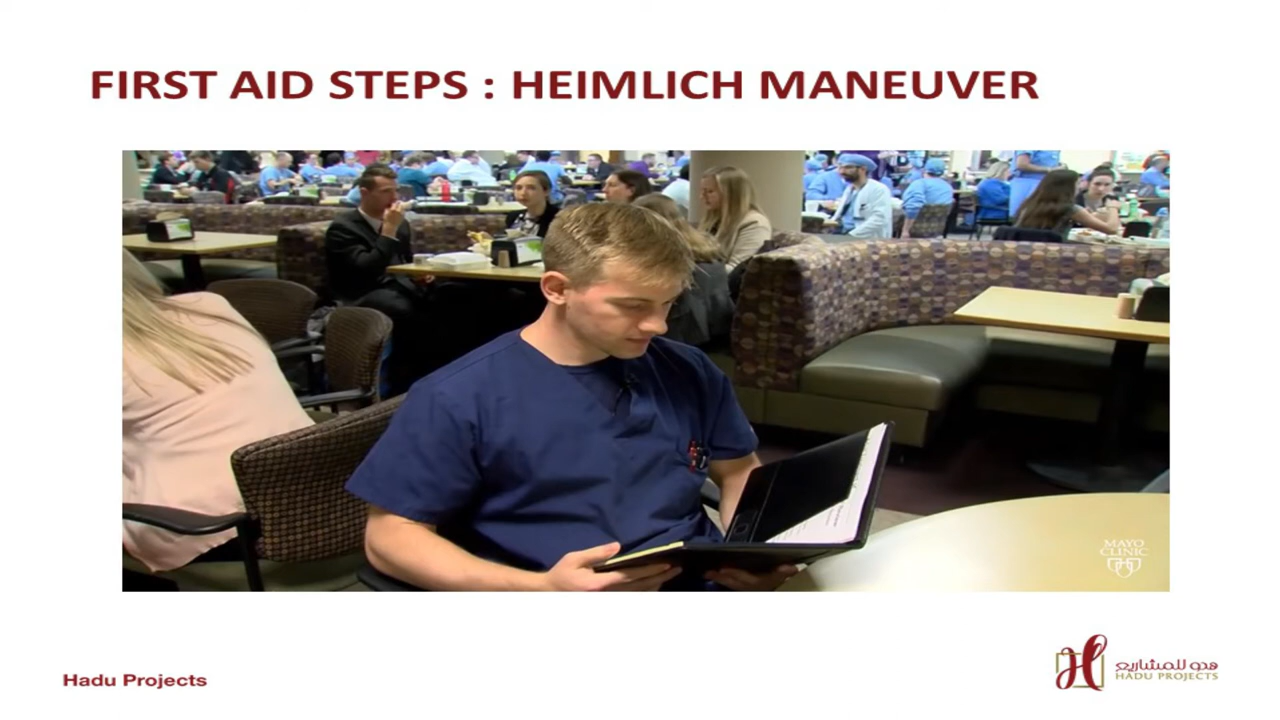 FIRST AID STEPS : HEIMLICH MANEUVER
MAYO
CLINIC
Hadu Projects
هدو للمشاريع
HADU PROJECTS